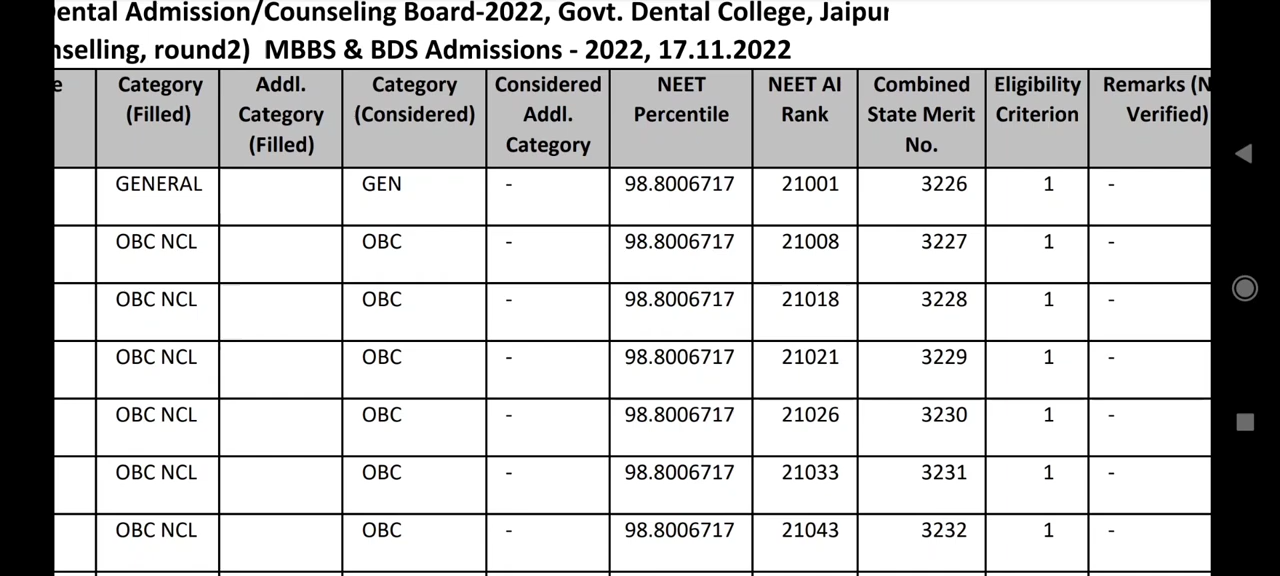 Dental Admission/Counseling Board-2022, Govt. Dental College, Jaipur
nselling, round2) MBBS & BDS Admissions - 2022, 17.11.2022
e Category (Filled) Addl. Category (Filled) Category (Considered) Considered Addl. Category NEET Percentile NEET AI Rank Combined State Merit No. Eligibility Criterion Remarks (N Verified)
GENERAL GEN - 98.8006717 21001 3226 1 -
OBC NCL OBC - 98.8006717 21008 3227 1 -
OBC NCL OBC - 98.8006717 21018 3228 1 -
OBC NCL OBC - 98.8006717 21021 3229 1 -
OBC NCL OBC - 98.8006717 21026 3230 1 -
OBC NCL OBC - 98.8006717 21033 3231 1 -
OBC NCL OBC - 98.8006717 21043 3232 1 -